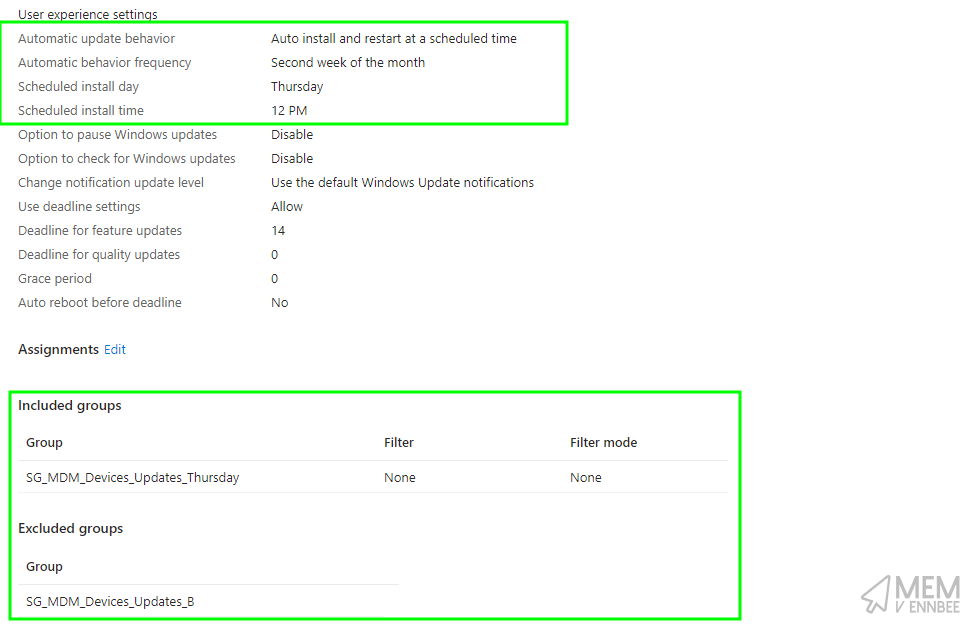 User experience settings
Automatic update behavior Auto install and restart at a scheduled time
Automatic behavior frequency Second week of the month
Scheduled install day Thursday
Scheduled install time 12 PM
Option to pause Windows updates Disable
Option to check for Windows updates Disable
Change notification update level Use the default Windows Update notifications
Use deadline settings Allow
Deadline for feature updates 14
Deadline for quality updates 0
Grace period 0
Auto reboot before deadline No
Assignments Edit
Included groups
Group Filter Filter mode
SG_MDM_Devices_Updates_Thursday None None
Excluded groups
Group
SG_MDM_Devices_Updates_B
MEM
V ENNBEE